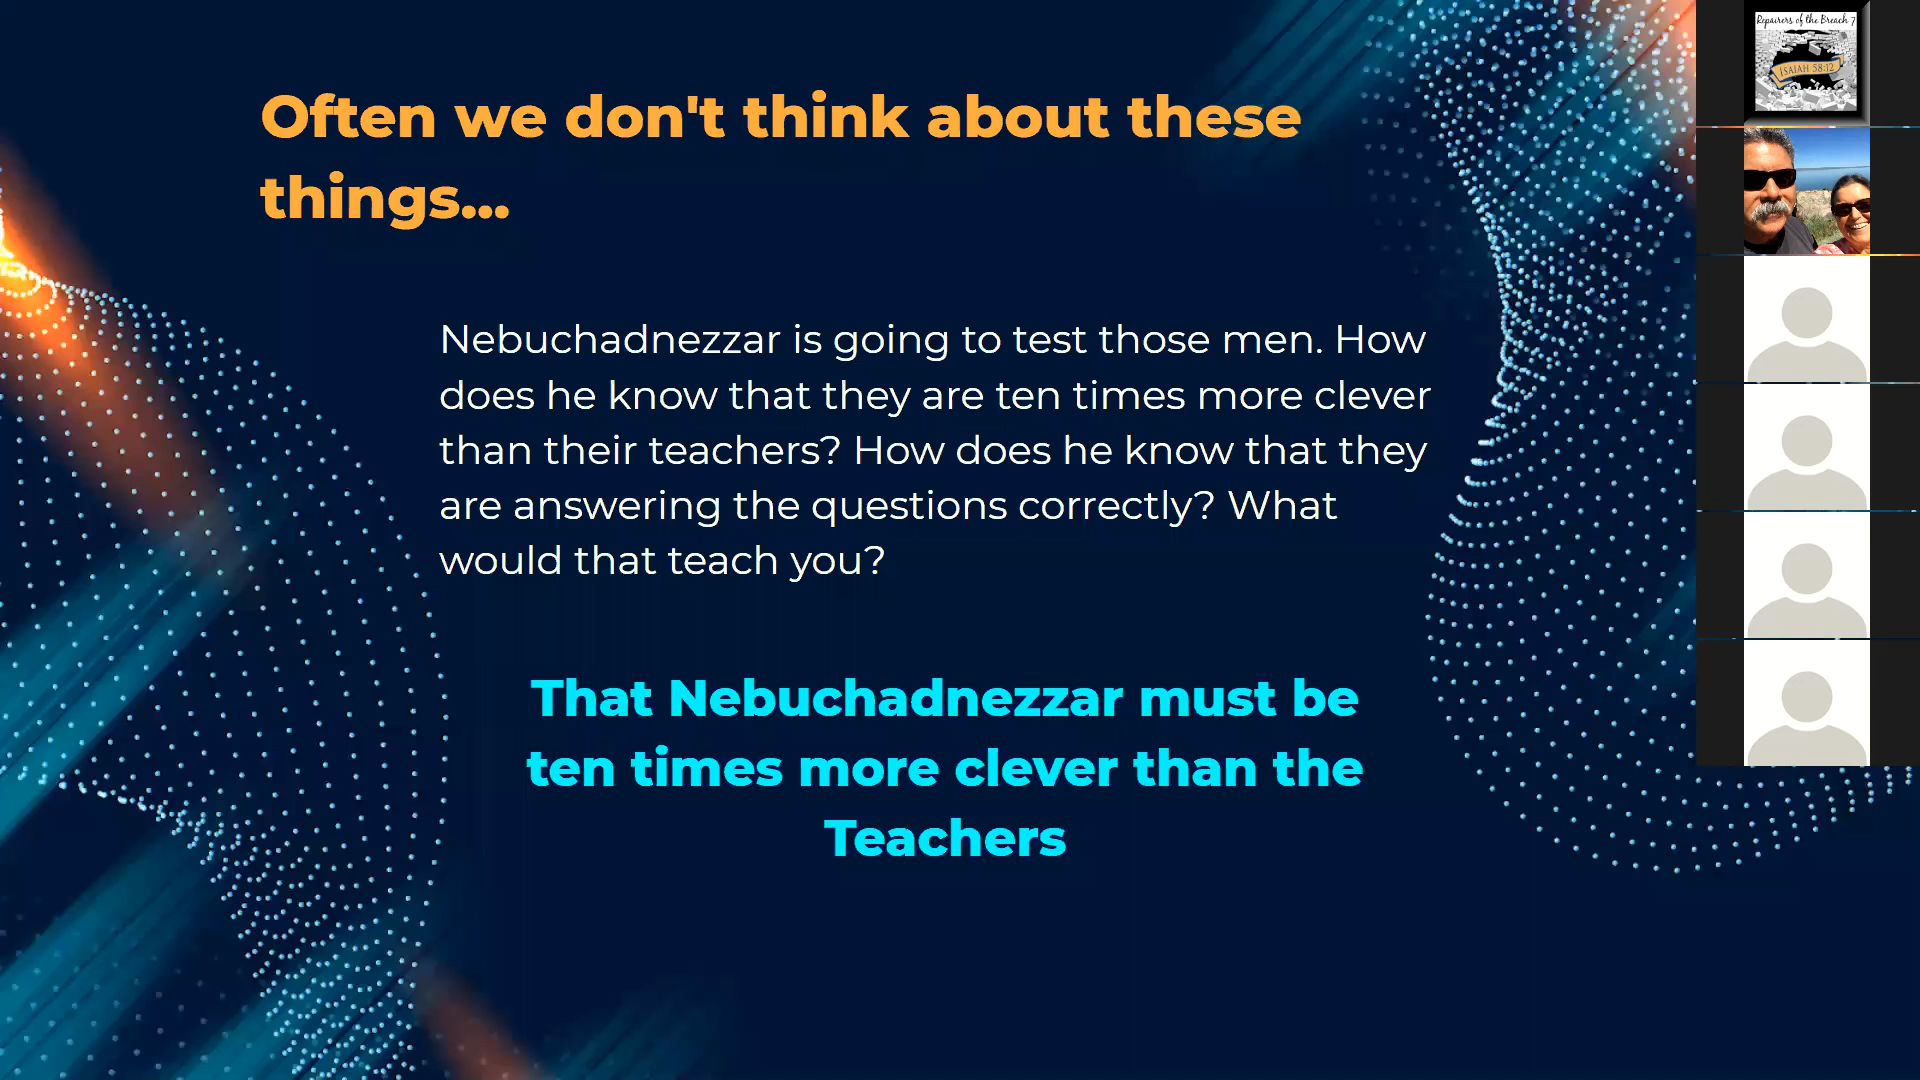 Often we don't think about these
things...
Nebuchadnezzar is going to test those men. How
does he know that they are ten times more clever
than their teachers? How does he know that they
are answering the questions correctly? What
would that teach you?
That Nebuchadnezzar must be
ten times more clever than the
Teachers
Repairers of the Breach 7
ISAIAH 58:12